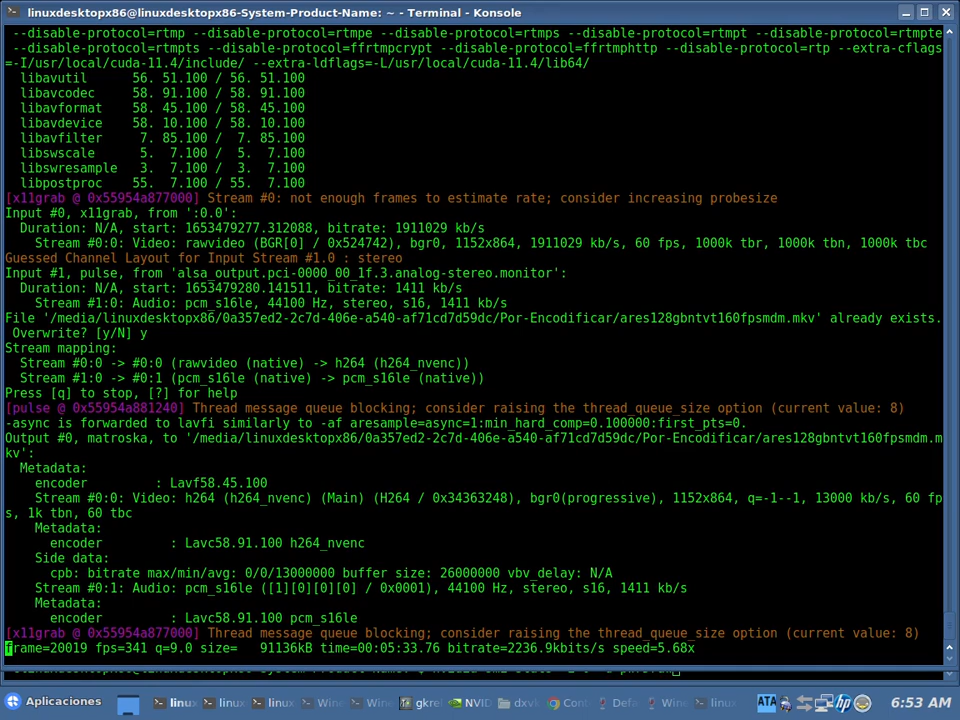 linuxdesktopx86@linuxdesktopx86-System-Product-Name: ~ - Terminal - Konsole
--disable-protocol=rtmp --disable-protocol=rtmpe --disable-protocol=rtmps --disable-protocol=rtmpt --disable-protocol=rtmpte
--disable-protocol=rtmpts --disable-protocol=ffrtmpcrypt --disable-protocol=ffrtmphttp --disable-protocol=rtp --extra-cflags
=-I/usr/local/cuda-11.4/include/ --extra-ldflags=-L/usr/local/cuda-11.4/lib64/
libavutil      56. 51.100 / 56. 51.100
libavcodec     58. 91.100 / 58. 91.100
libavformat    58. 45.100 / 58. 45.100
libavdevice    58. 10.100 / 58. 10.100
libavfilter     7. 85.100 /  7. 85.100
libswscale      5.  7.100 /  5.  7.100
libswresample   3.  7.100 /  3.  7.100
libpostproc    55.  7.100 / 55.  7.100
[x11grab @ 0x55954a877000] Stream #0: not enough frames to estimate rate; consider increasing probesize
Input #0, x11grab, from ':0.0':
Duration: N/A, start: 1653479277.312088, bitrate: 1911029 kb/s
Stream #0:0: Video: rawvideo (BGR[0] / 0x524742), bgr0, 1152x864, 1911029 kb/s, 60 fps, 1000k tbr, 1000k tbn, 1000k tbc
Guessed Channel Layout for Input Stream #1.0 : stereo
Input #1, pulse, from 'alsa_output.pci-0000_00_1f.3.analog-stereo.monitor':
Duration: N/A, start: 1653479280.141511, bitrate: 1411 kb/s
Stream #1:0: Audio: pcm_s16le, 44100 Hz, stereo, s16, 1411 kb/s
File '/media/linuxdesktopx86/0a357ed2-2c7d-406e-a540-af71cd7d59dc/Por-Encodificar/ares128gbntvt160fpsmdm.mkv' already exists.
Overwrite? [y/N] y
Stream mapping:
Stream #0:0 -> #0:0 (rawvideo (native) -> h264 (h264_nvenc))
Stream #1:0 -> #0:1 (pcm_s16le (native) -> pcm_s16le (native))
Press [q] to stop, [?] for help
[pulse @ 0x55954a881240] Thread message queue blocking; consider raising the thread_queue_size option (current value: 8)
-async is forwarded to lavfi similarly to -af aresample=async=1:min_hard_comp=0.100000:first_pts=0.
Output #0, matroska, to '/media/linuxdesktopx86/0a357ed2-2c7d-406e-a540-af71cd7d59dc/Por-Encodificar/ares128gbntvt160fpsmdm.m
kv':
Metadata:
encoder         : Lavf58.45.100
Stream #0:0: Video: h264 (h264_nvenc) (Main) (H264 / 0x34363248), bgr0(progressive), 1152x864, q=-1--1, 13000 kb/s, 60 fp
s, 1k tbn, 60 tbc
Metadata:
encoder         : Lavc58.91.100 h264_nvenc
Side data:
cpb: bitrate max/min/avg: 0/0/13000000 buffer size: 26000000 vbv_delay: N/A
Stream #0:1: Audio: pcm_s16le ([1][0][0][0] / 0x0001), 44100 Hz, stereo, s16, 1411 kb/s
Metadata:
encoder         : Lavc58.91.100 pcm_s16le
[x11grab @ 0x55954a877000] Thread message queue blocking; consider raising the thread_queue_size option (current value: 8)
frame=20019 fps=341 q=9.0 size=   91136kB time=00:05:33.76 bitrate=2236.9kbits/s speed=5.68x
Aplicaciones linux linux linux Wine Wine gkrel NVID dxvk Cont Defa Wine linux ATA hp 6:53 AM